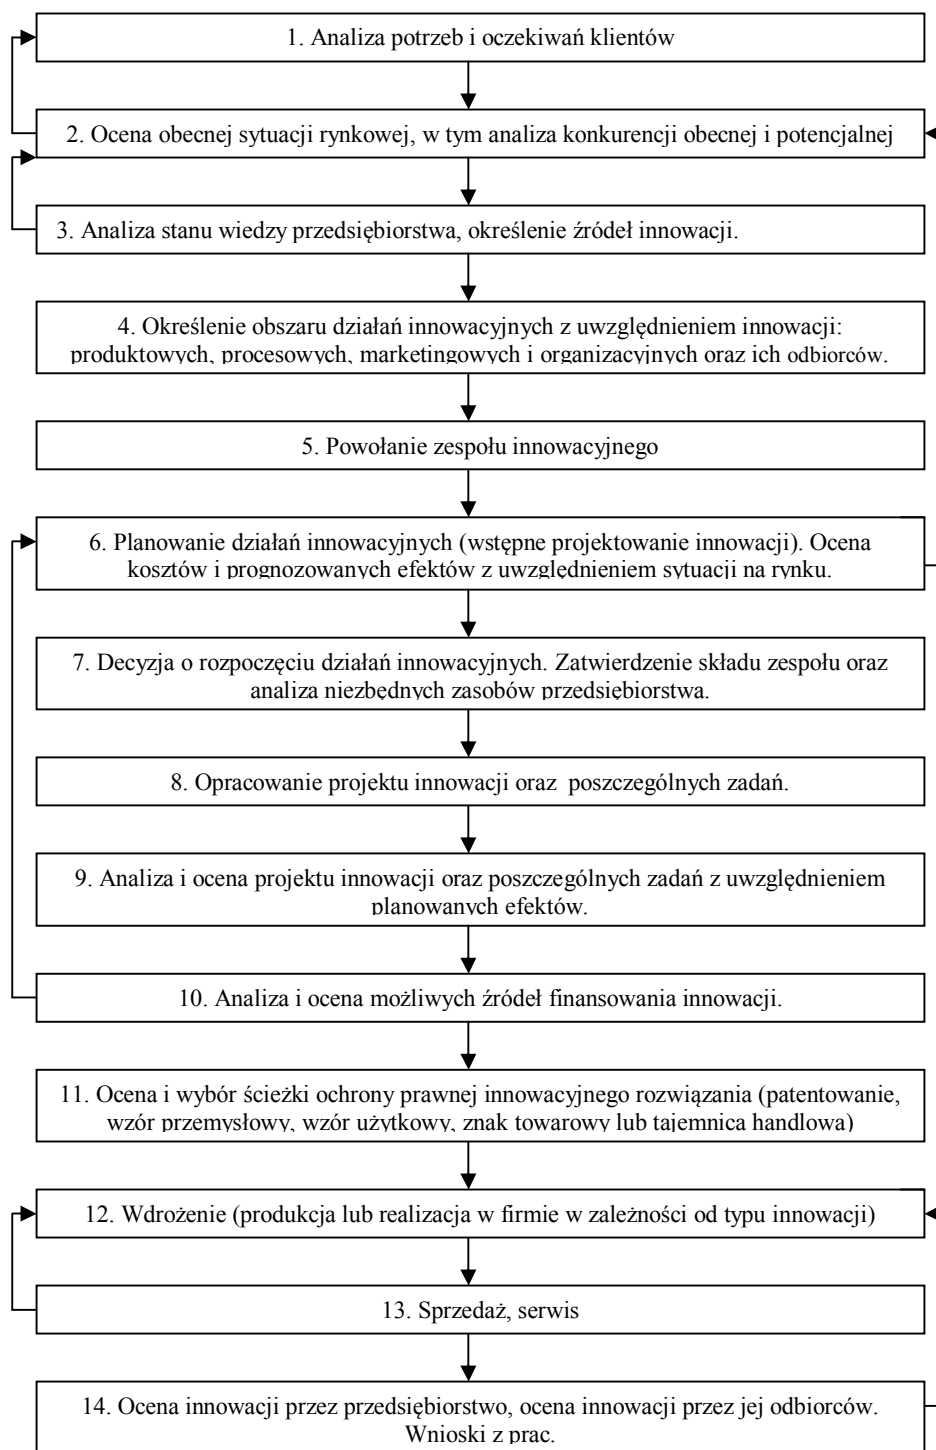 1. Analiza potrzeb i oczekiwań klientów
2. Ocena obecnej sytuacji rynkowej, w tym analiza konkurencji obecnej i potencjalnej
3. Analiza stanu wiedzy przedsiębiorstwa, określenie źródeł innowacji.
4. Określenie obszaru działań innowacyjnych z uwzględnieniem innowacji:
produktowych, procesowych, marketingowych i organizacyjnych oraz ich odbiorców.
5. Powołanie zespołu innowacyjnego
6. Planowanie działań innowacyjnych (wstępne projektowanie innowacji). Ocena
kosztów i prognozowanych efektów z uwzględnieniem sytuacji na rynku.
7. Decyzja o rozpoczęciu działań innowacyjnych. Zatwierdzenie składu zespołu oraz
analiza niezbędnych zasobów przedsiębiorstwa.
8. Opracowanie projektu innowacji oraz poszczególnych zadań.
9. Analiza i ocena projektu innowacji oraz poszczególnych zadań z uwzględnieniem
planowanych efektów.
10. Analiza i ocena możliwych źródeł finansowania innowacji.
11. Ocena i wybór ścieżki ochrony prawnej innowacyjnego rozwiązania (patentowanie,
wzór przemysłowy, wzór użytkowy, znak towarowy lub tajemnica handlowa)
12. Wdrożenie (produkcja lub realizacja w firmie w zależności od typu innowacji)
13. Sprzedaż, serwis
14. Ocena innowacji przez przedsiębiorstwo, ocena innowacji przez jej odbiorców.
Wnioski z prac.